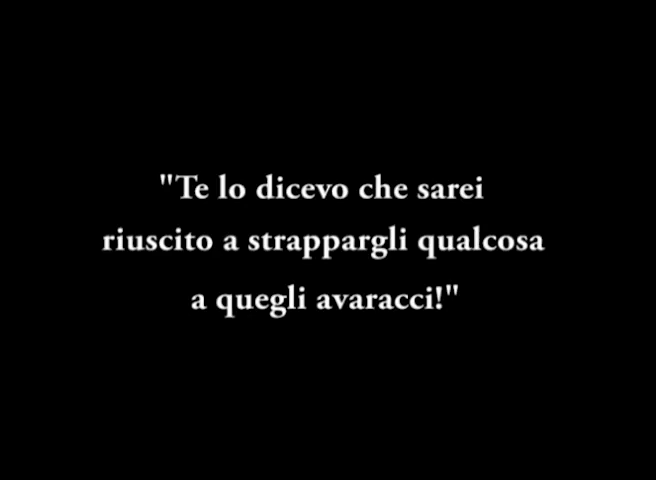 "Te lo dicevo che sarei
riuscito a strappargli qualcosa
a quegli avaracci!"